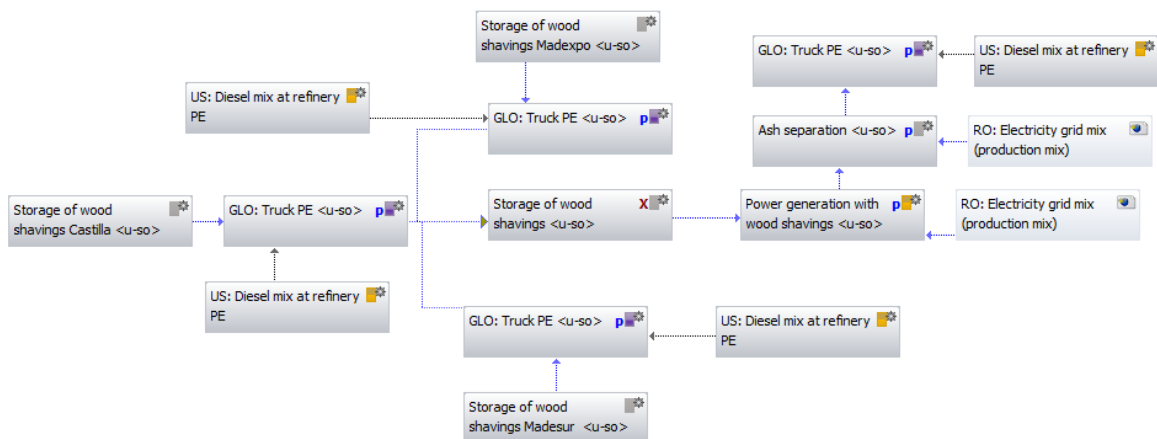 Storage of wood
shavings Madexpo <u-so>
GLO: Truck PE <u-so> p
US: Diesel mix at refinery
PE
US: Diesel mix at refinery
PE
GLO: Truck PE <u-so> p
Ash separation <u-so> p
RO: Electricity grid mix
(production mix)
Storage of wood
shavings Castilla <u-so>
GLO: Truck PE <u-so> p
Storage of wood X
shavings <u-so>
Power generation with p
wood shavings <u-so>
RO: Electricity grid mix
(production mix)
US: Diesel mix at refinery
PE
GLO: Truck PE <u-so> p
US: Diesel mix at refinery
PE
Storage of wood
shavings Madesur <u-so>